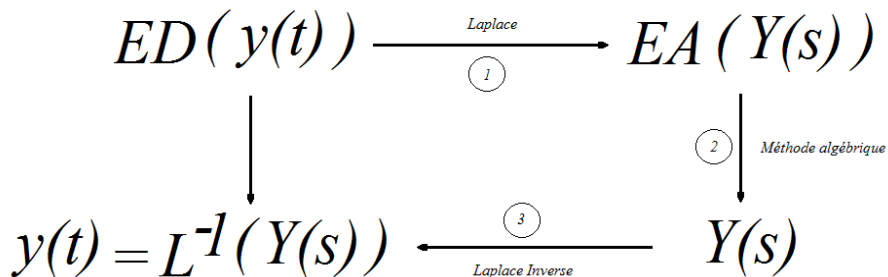 ED(y(t))
Laplace
1
EA(Y(s))
2
Méthode algébrique
y(t)=L⁻¹(Y(s))
3
Laplace Inverse
Y(s)